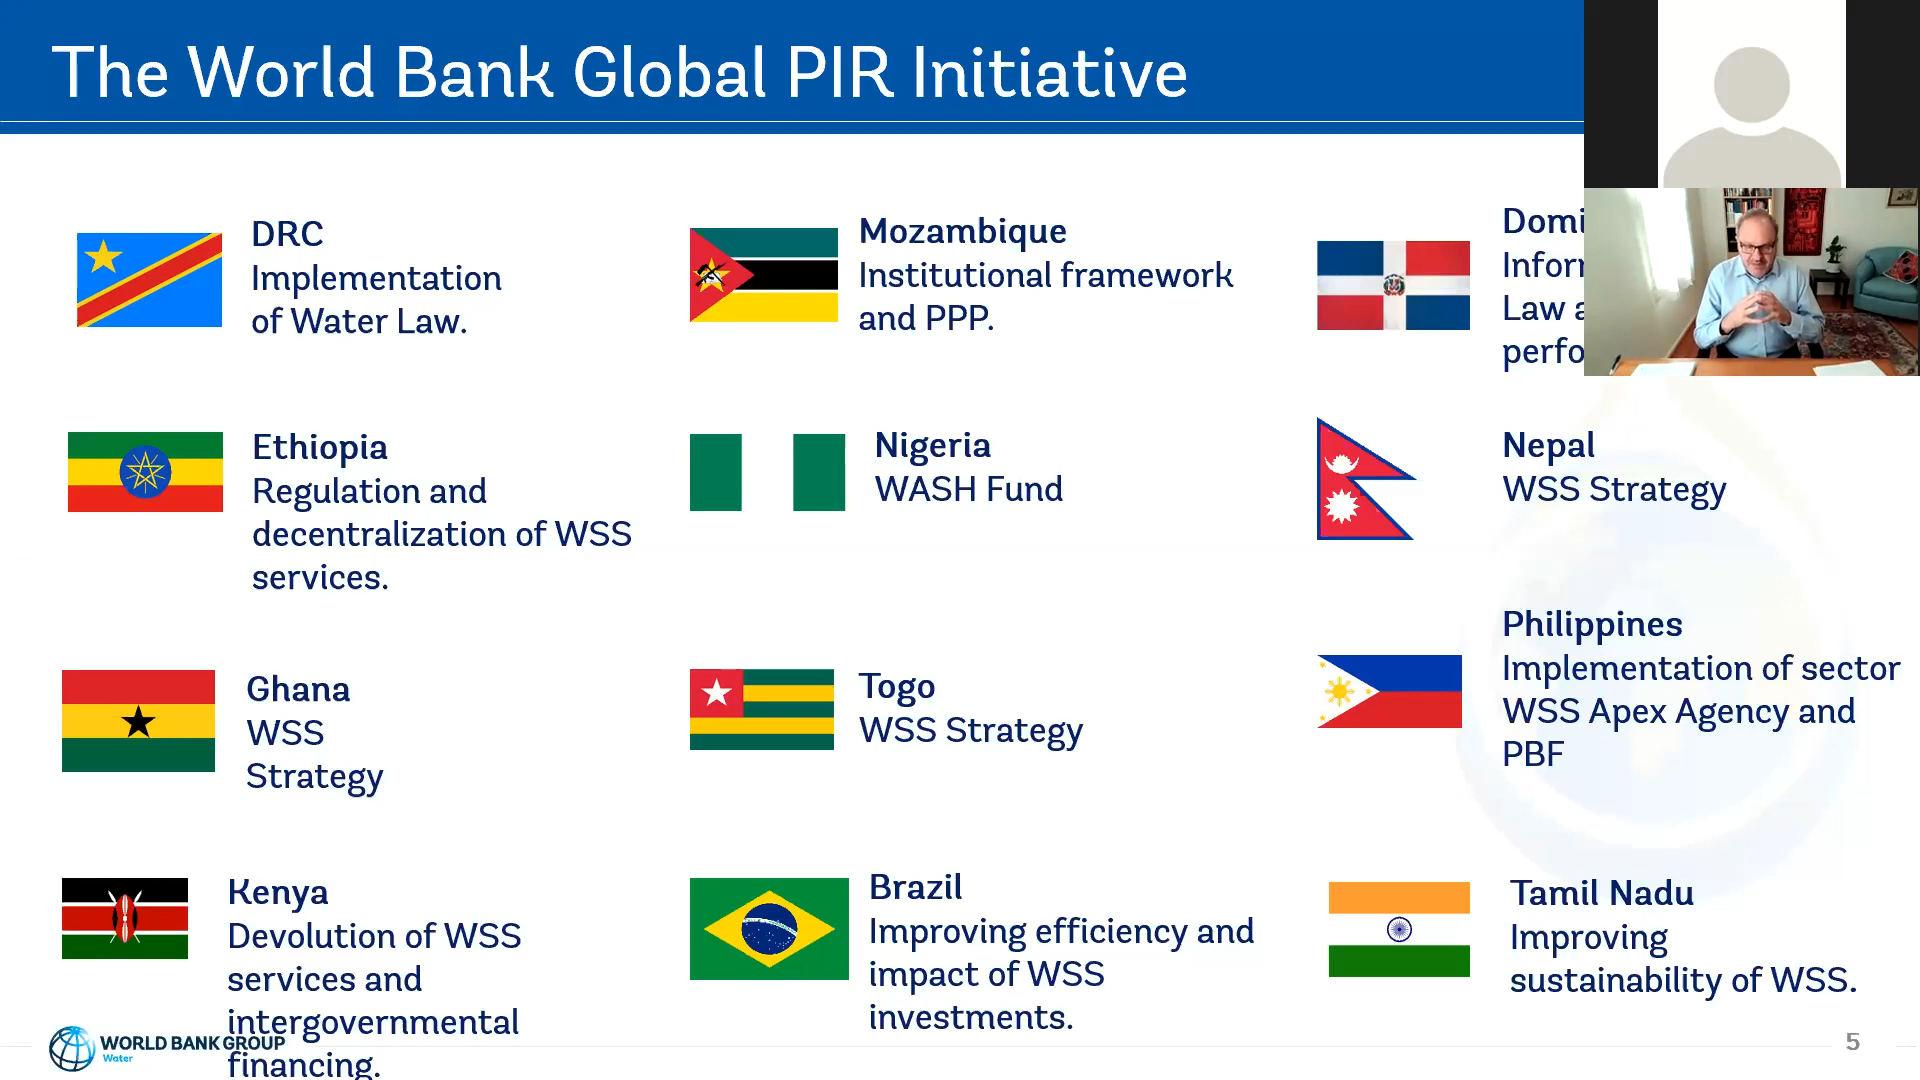 The World Bank Global PIR Initiative
DRC
Implementation
of Water Law.
Mozambique
Institutional framework
and PPP.
Law
Ethiopia
Regulation and
decentralization of WSS
services.
Nigeria
WASH Fund
Nepal
WSS Strategy
Ghana
WSS
Strategy
Togo
WSS Strategy
Philippines
Implementation of sector
WSS Apex Agency and
PBF
Kenya
Devolution of WSS
services and
intergovernmental
financing.
Brazil
Improving efficiency and
impact of WSS
investments.
Tamil Nadu
Improving
sustainability of WSS.
WORLD BANK GROUP
Water
5